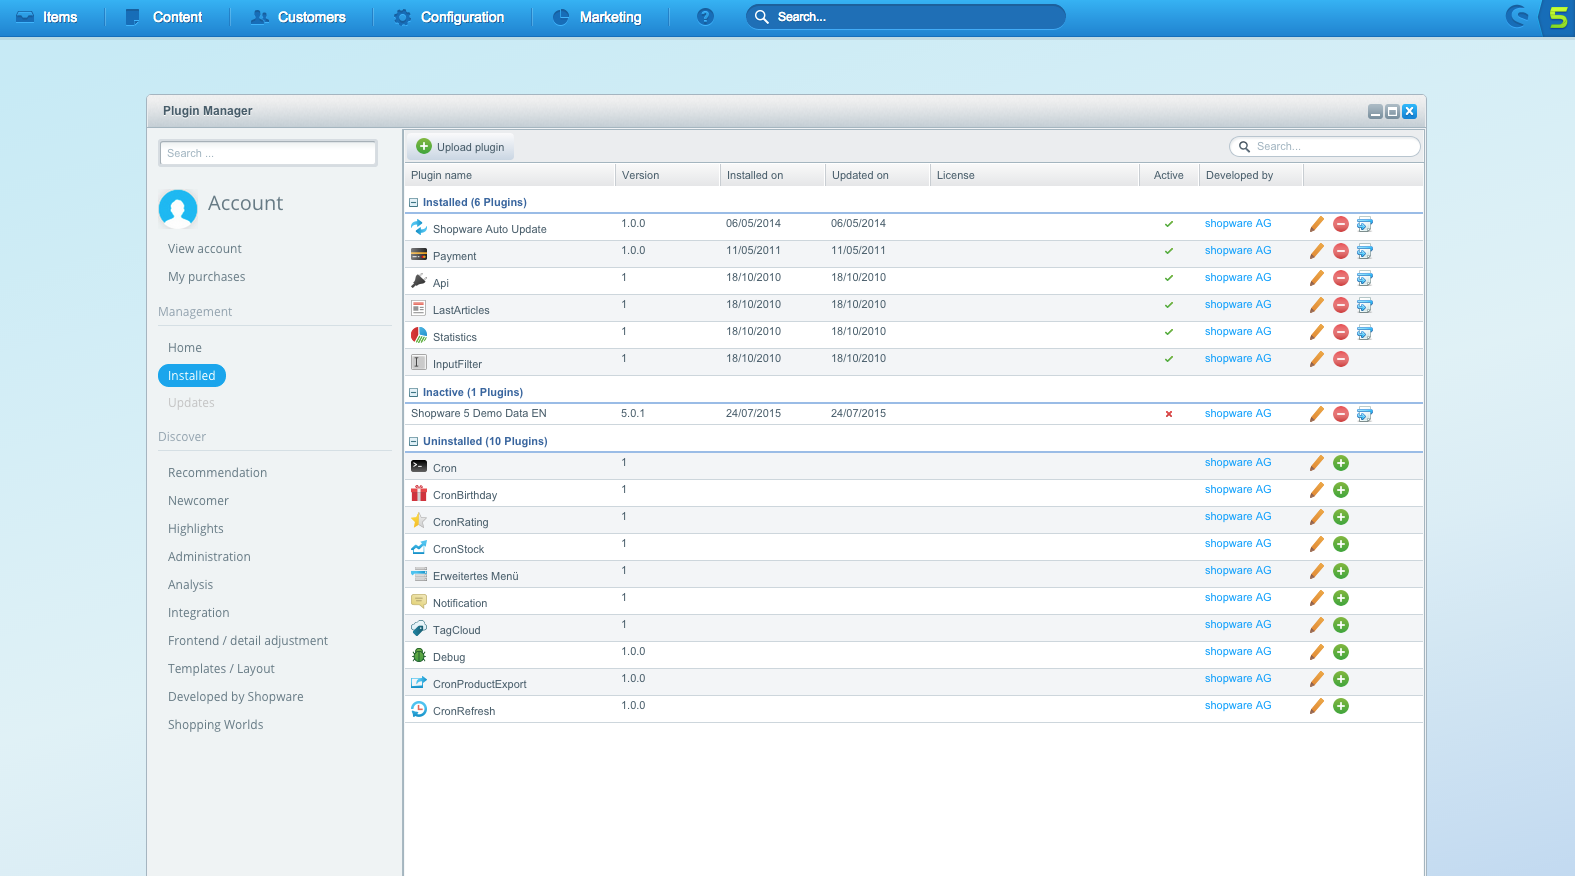 Items Content Customers Configuration Marketing ? Search... 5
Plugin Manager
Search ...
Account
View account
My purchases
Management
Home
Installed
Updates
Discover
Recommendation
Newcomer
Highlights
Administration
Analysis
Integration
Frontend / detail adjustment
Templates / Layout
Developed by Shopware
Shopping Worlds
Upload plugin Search...
Plugin name Version Installed on Updated on License Active Developed by
Installed (6 Plugins)
Shopware Auto Update 1.0.0 06/05/2014 06/05/2014 shopware AG
Payment 1.0.0 11/05/2011 11/05/2011 shopware AG
Api 1 18/10/2010 18/10/2010 shopware AG
LastArticles 1 18/10/2010 18/10/2010 shopware AG
Statistics 1 18/10/2010 18/10/2010 shopware AG
InputFilter 1 18/10/2010 18/10/2010 shopware AG
Inactive (1 Plugins)
Shopware 5 Demo Data EN 5.0.1 24/07/2015 24/07/2015 shopware AG
Uninstalled (10 Plugins)
Cron 1 shopware AG
CronBirthday 1 shopware AG
CronRating 1 shopware AG
CronStock 1 shopware AG
Erweitertes Menü 1 shopware AG
Notification 1 shopware AG
TagCloud 1 shopware AG
Debug 1.0.0 shopware AG
CronProductExport 1.0.0 shopware AG
CronRefresh 1.0.0 shopware AG